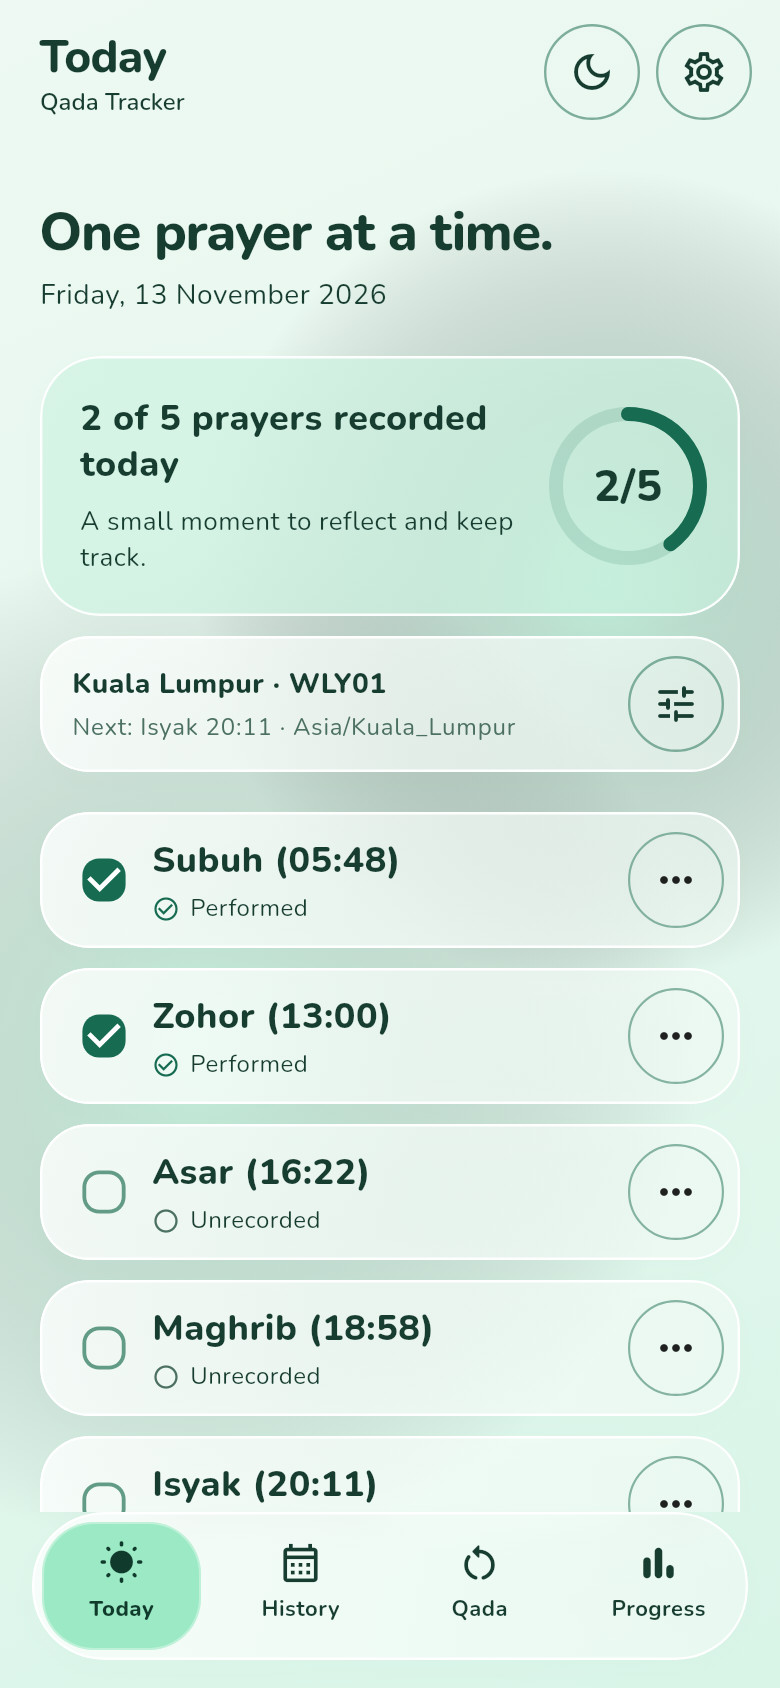 Today
Qada Tracker
One prayer at a time.
Friday, 13 November 2026
2 of 5 prayers recorded
today
A small moment to reflect and keep
track.
2/5
Kuala Lumpur · WLY01
Next: Isyak 20:11 · Asia/Kuala_Lumpur
Subuh (05:48)
Performed
Zohor (13:00)
Performed
Asar (16:22)
Unrecorded
Maghrib (18:58)
Unrecorded
Isyak (20:11)
Today
History
Qada
Progress